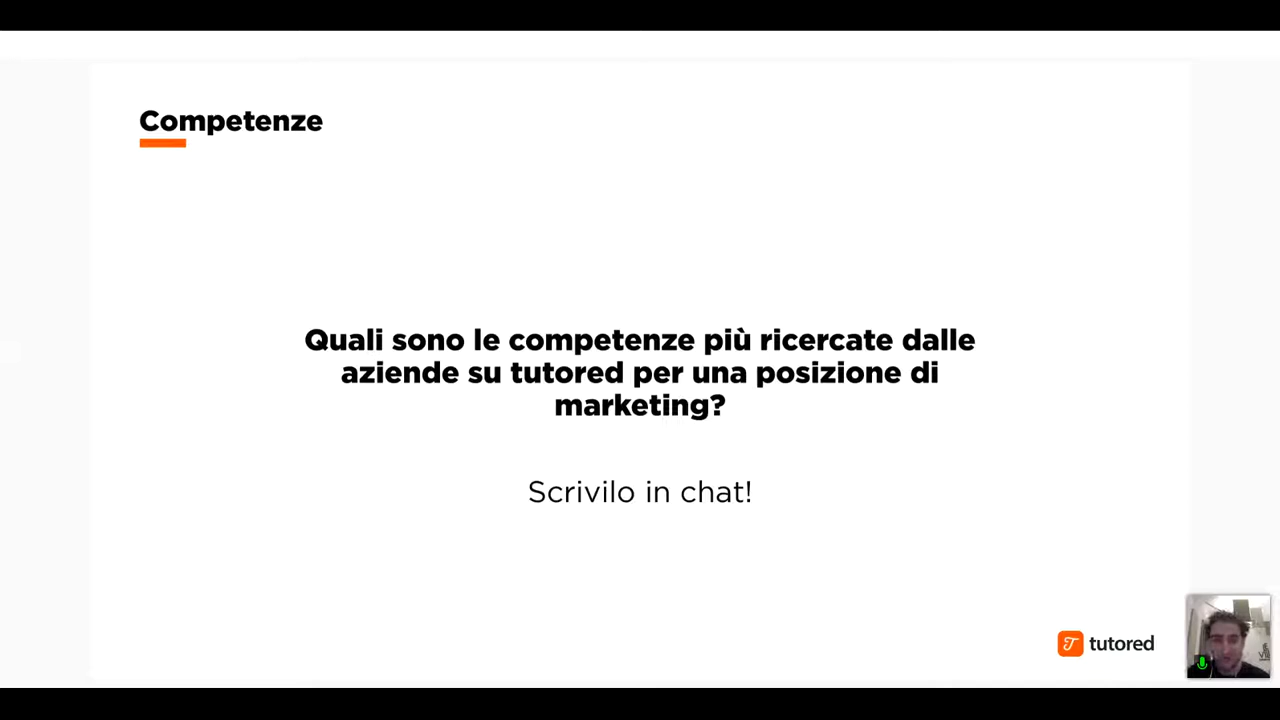 Competenze
Quali sono le competenze più ricercate dalle
aziende su tutored per una posizione di
marketing?
Scrivilo in chat!
tutored